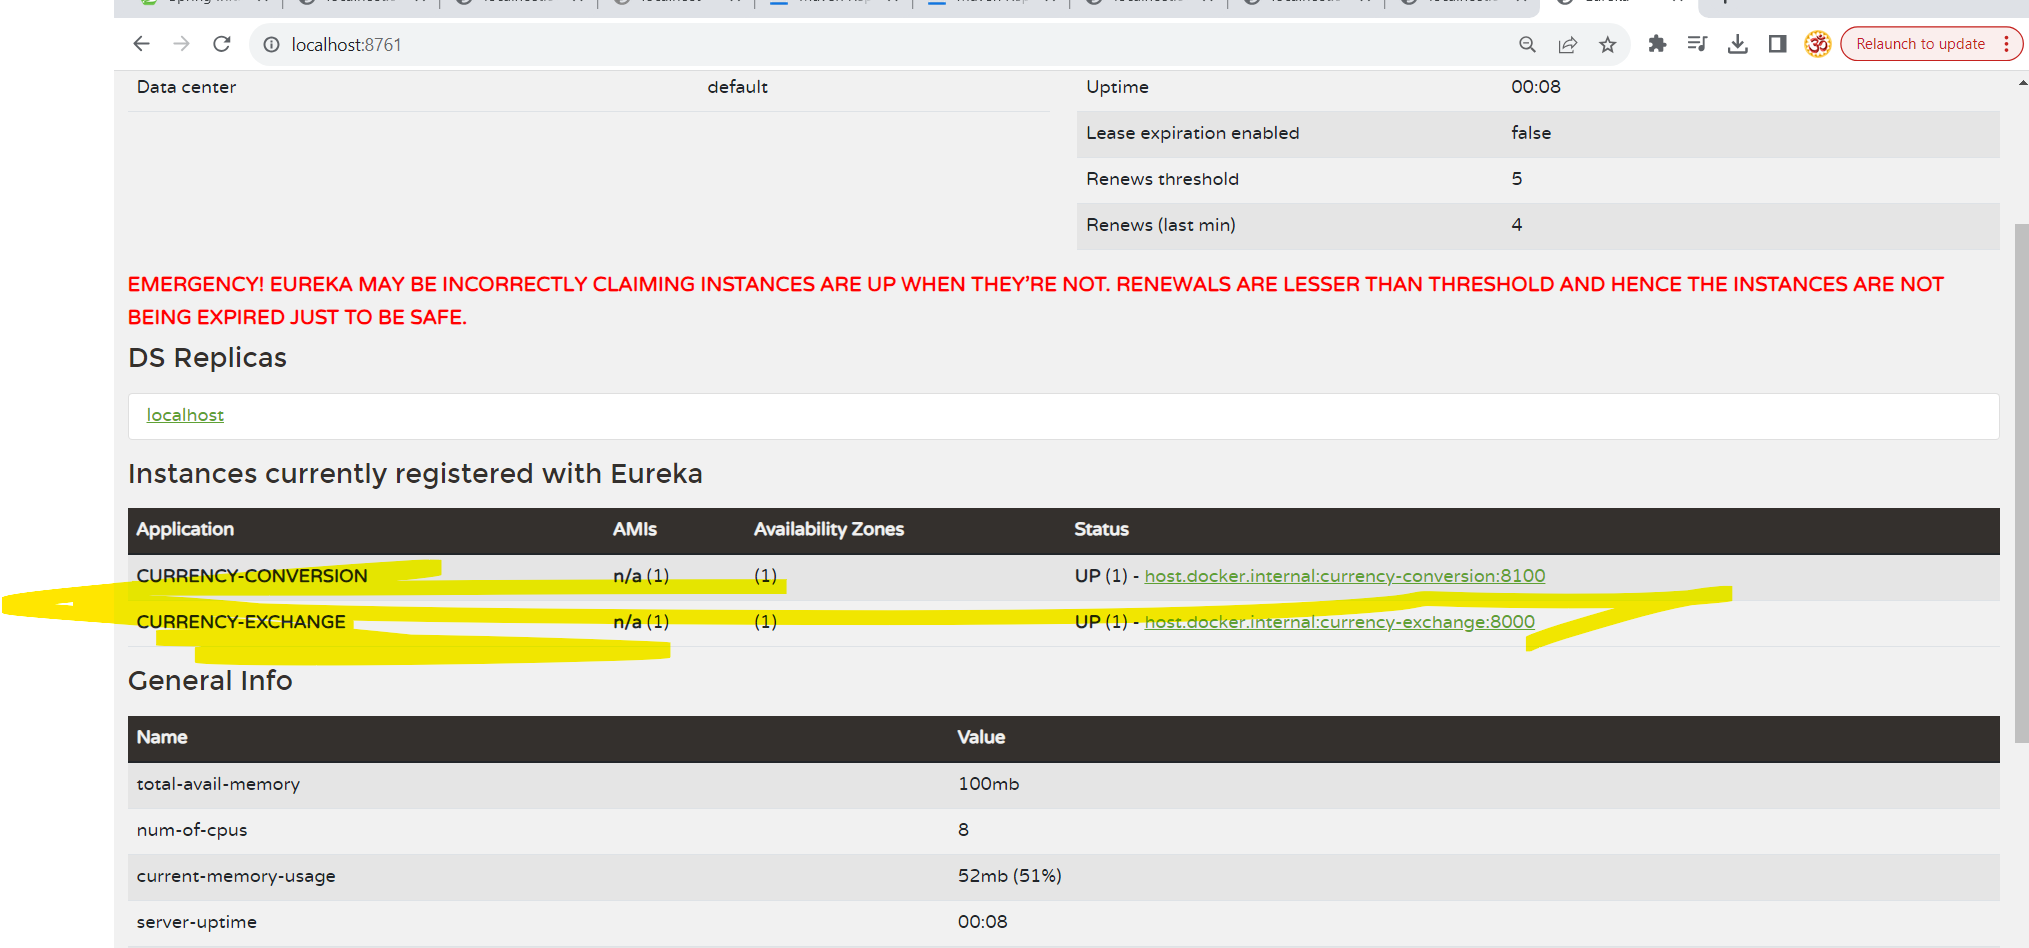 localhost:8761
Relaunch to update
Data center default
Uptime 00:08
Lease expiration enabled false
Renews threshold 5
Renews (last min) 4
EMERGENCY! EUREKA MAY BE INCORRECTLY CLAIMING INSTANCES ARE UP WHEN THEY'RE NOT. RENEWALS ARE LESSER THAN THRESHOLD AND HENCE THE INSTANCES ARE NOT
BEING EXPIRED JUST TO BE SAFE.
DS Replicas
localhost
Instances currently registered with Eureka
Application AMIs Availability Zones Status
CURRENCY-CONVERSION n/a (1) (1) UP (1) - host.docker.internal:currency-conversion:8100
CURRENCY-EXCHANGE n/a (1) (1) UP (1) - host.docker.internal:currency-exchange:8000
General Info
Name Value
total-avail-memory 100mb
num-of-cpus 8
current-memory-usage 52mb (51%)
server-uptime 00:08